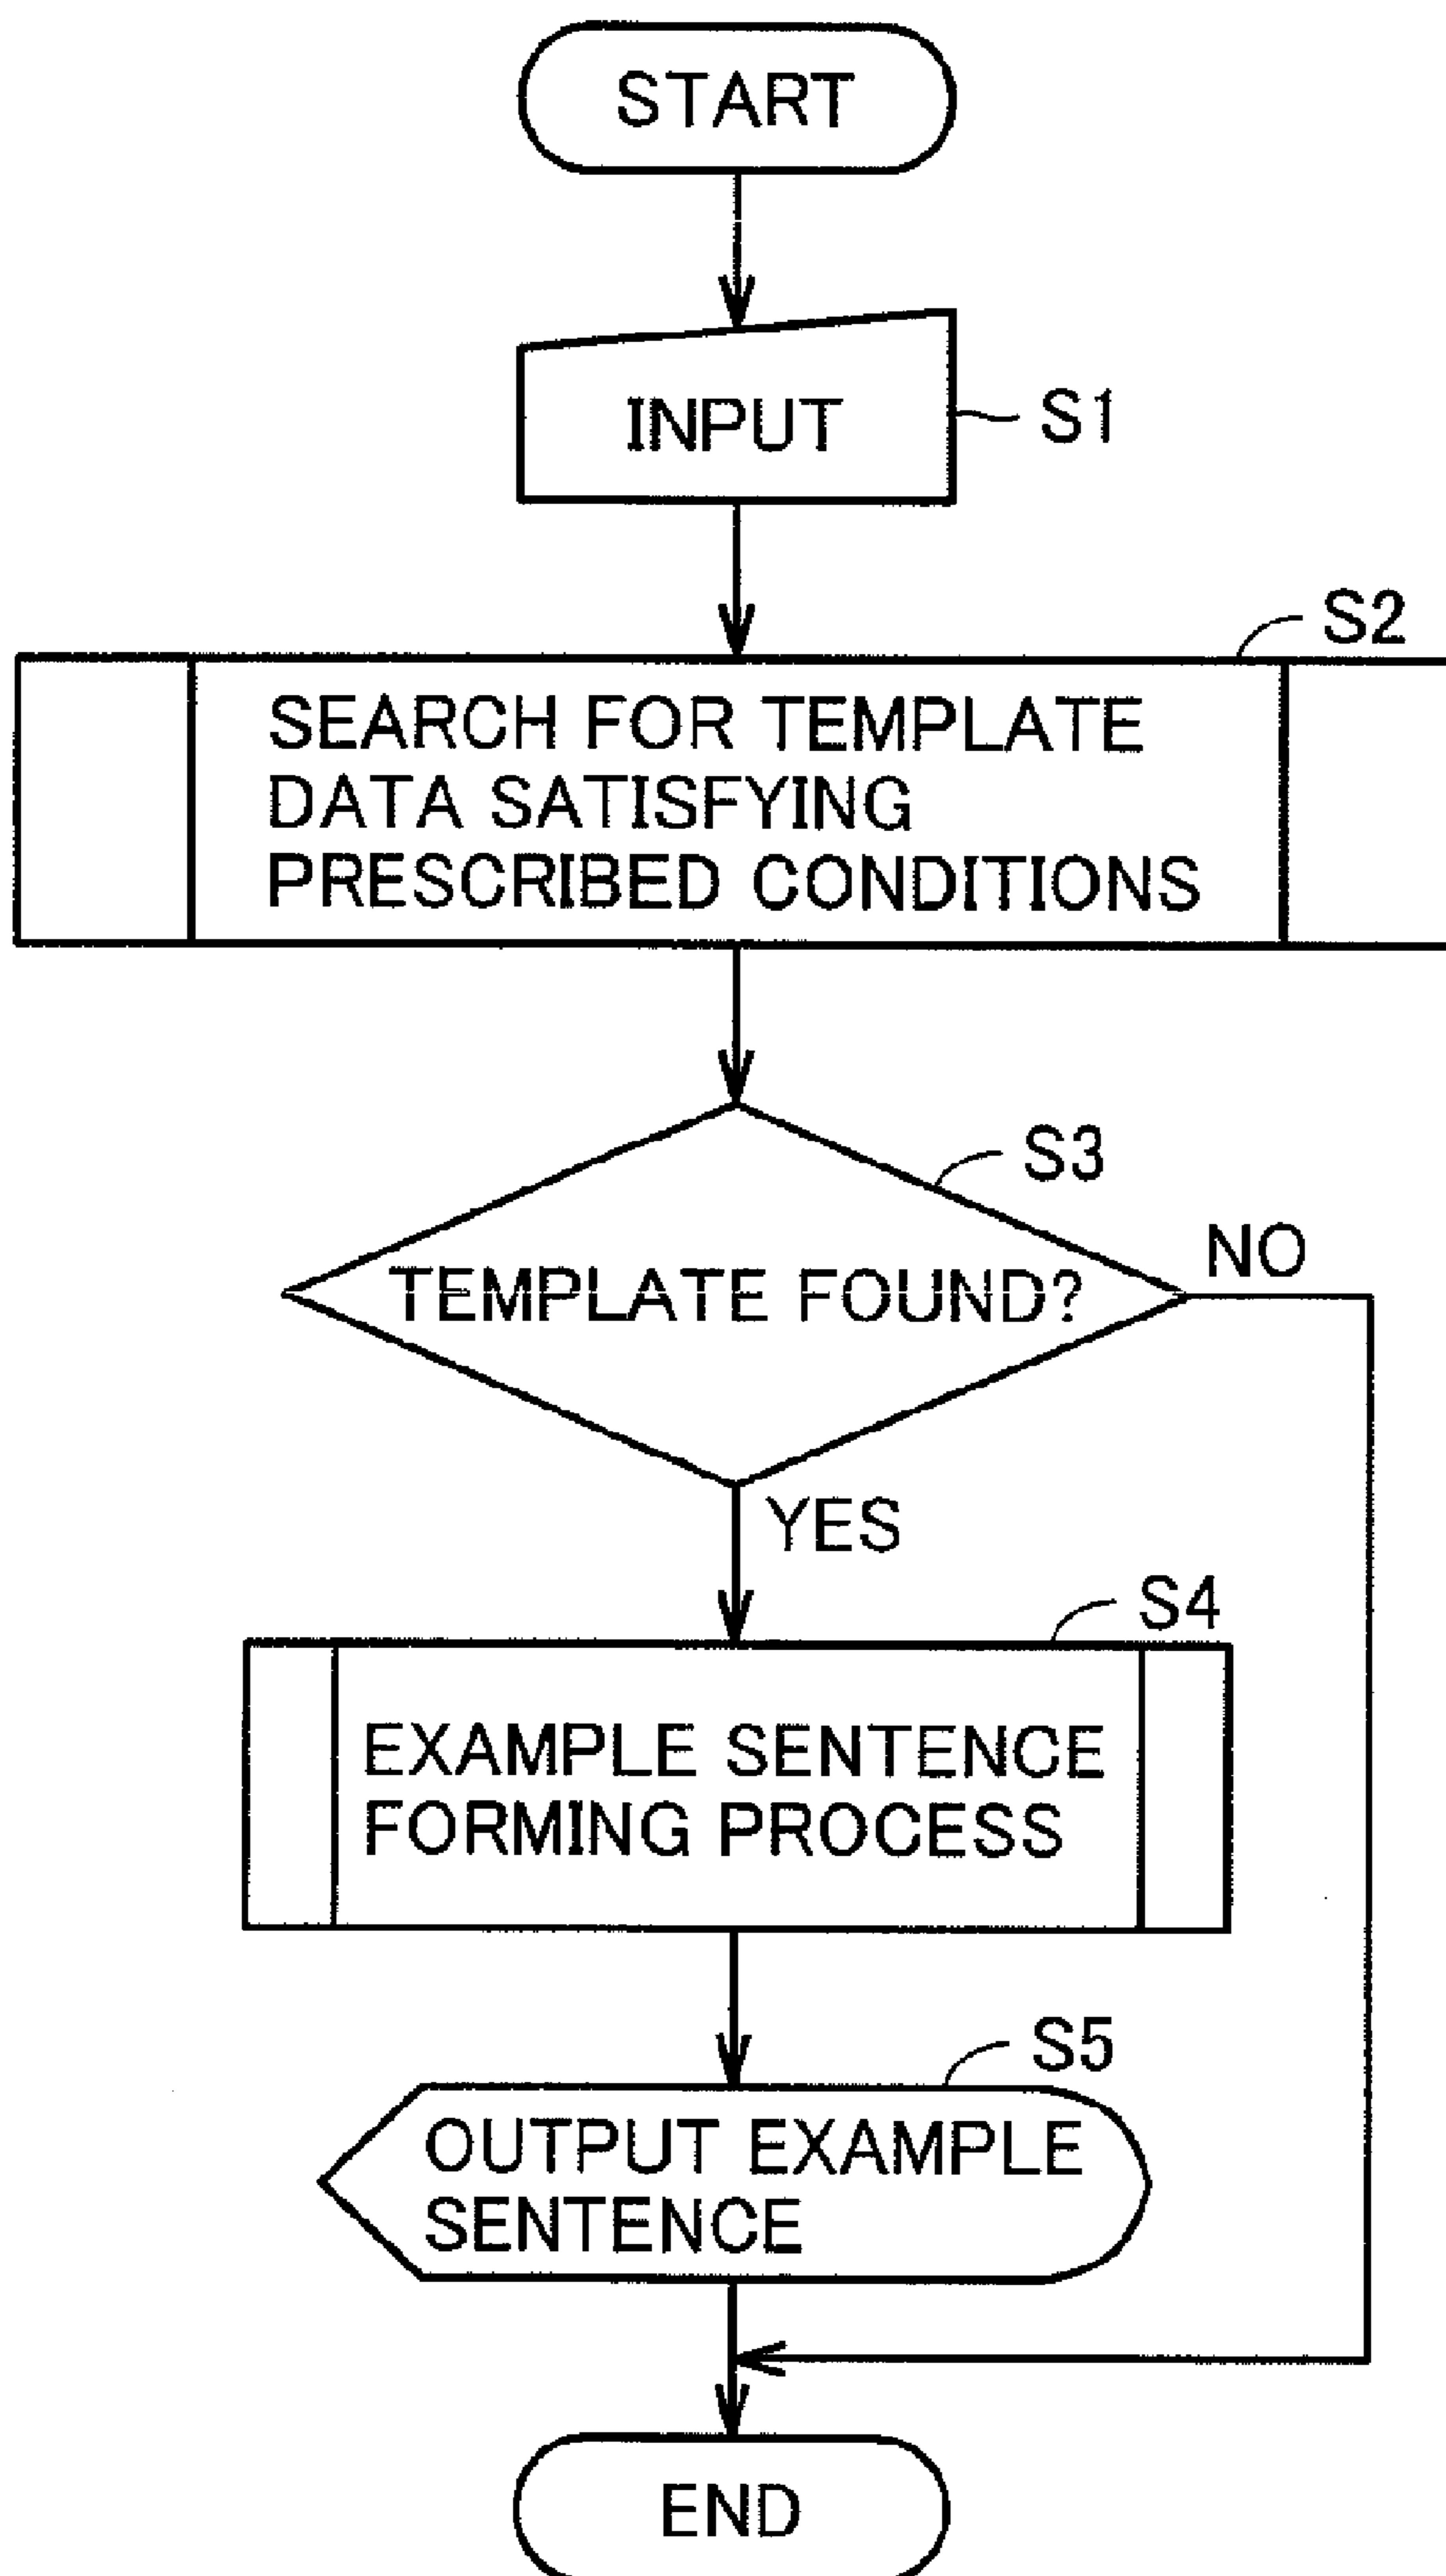 START
INPUT
S1
S2
SEARCH FOR TEMPLATE
DATA SATISFYING
PRESCRIBED CONDITIONS
S3
NO
TEMPLATE FOUND?
YES
S4
EXAMPLE SENTENCE
FORMING PROCESS
S5
OUTPUT EXAMPLE
SENTENCE
END